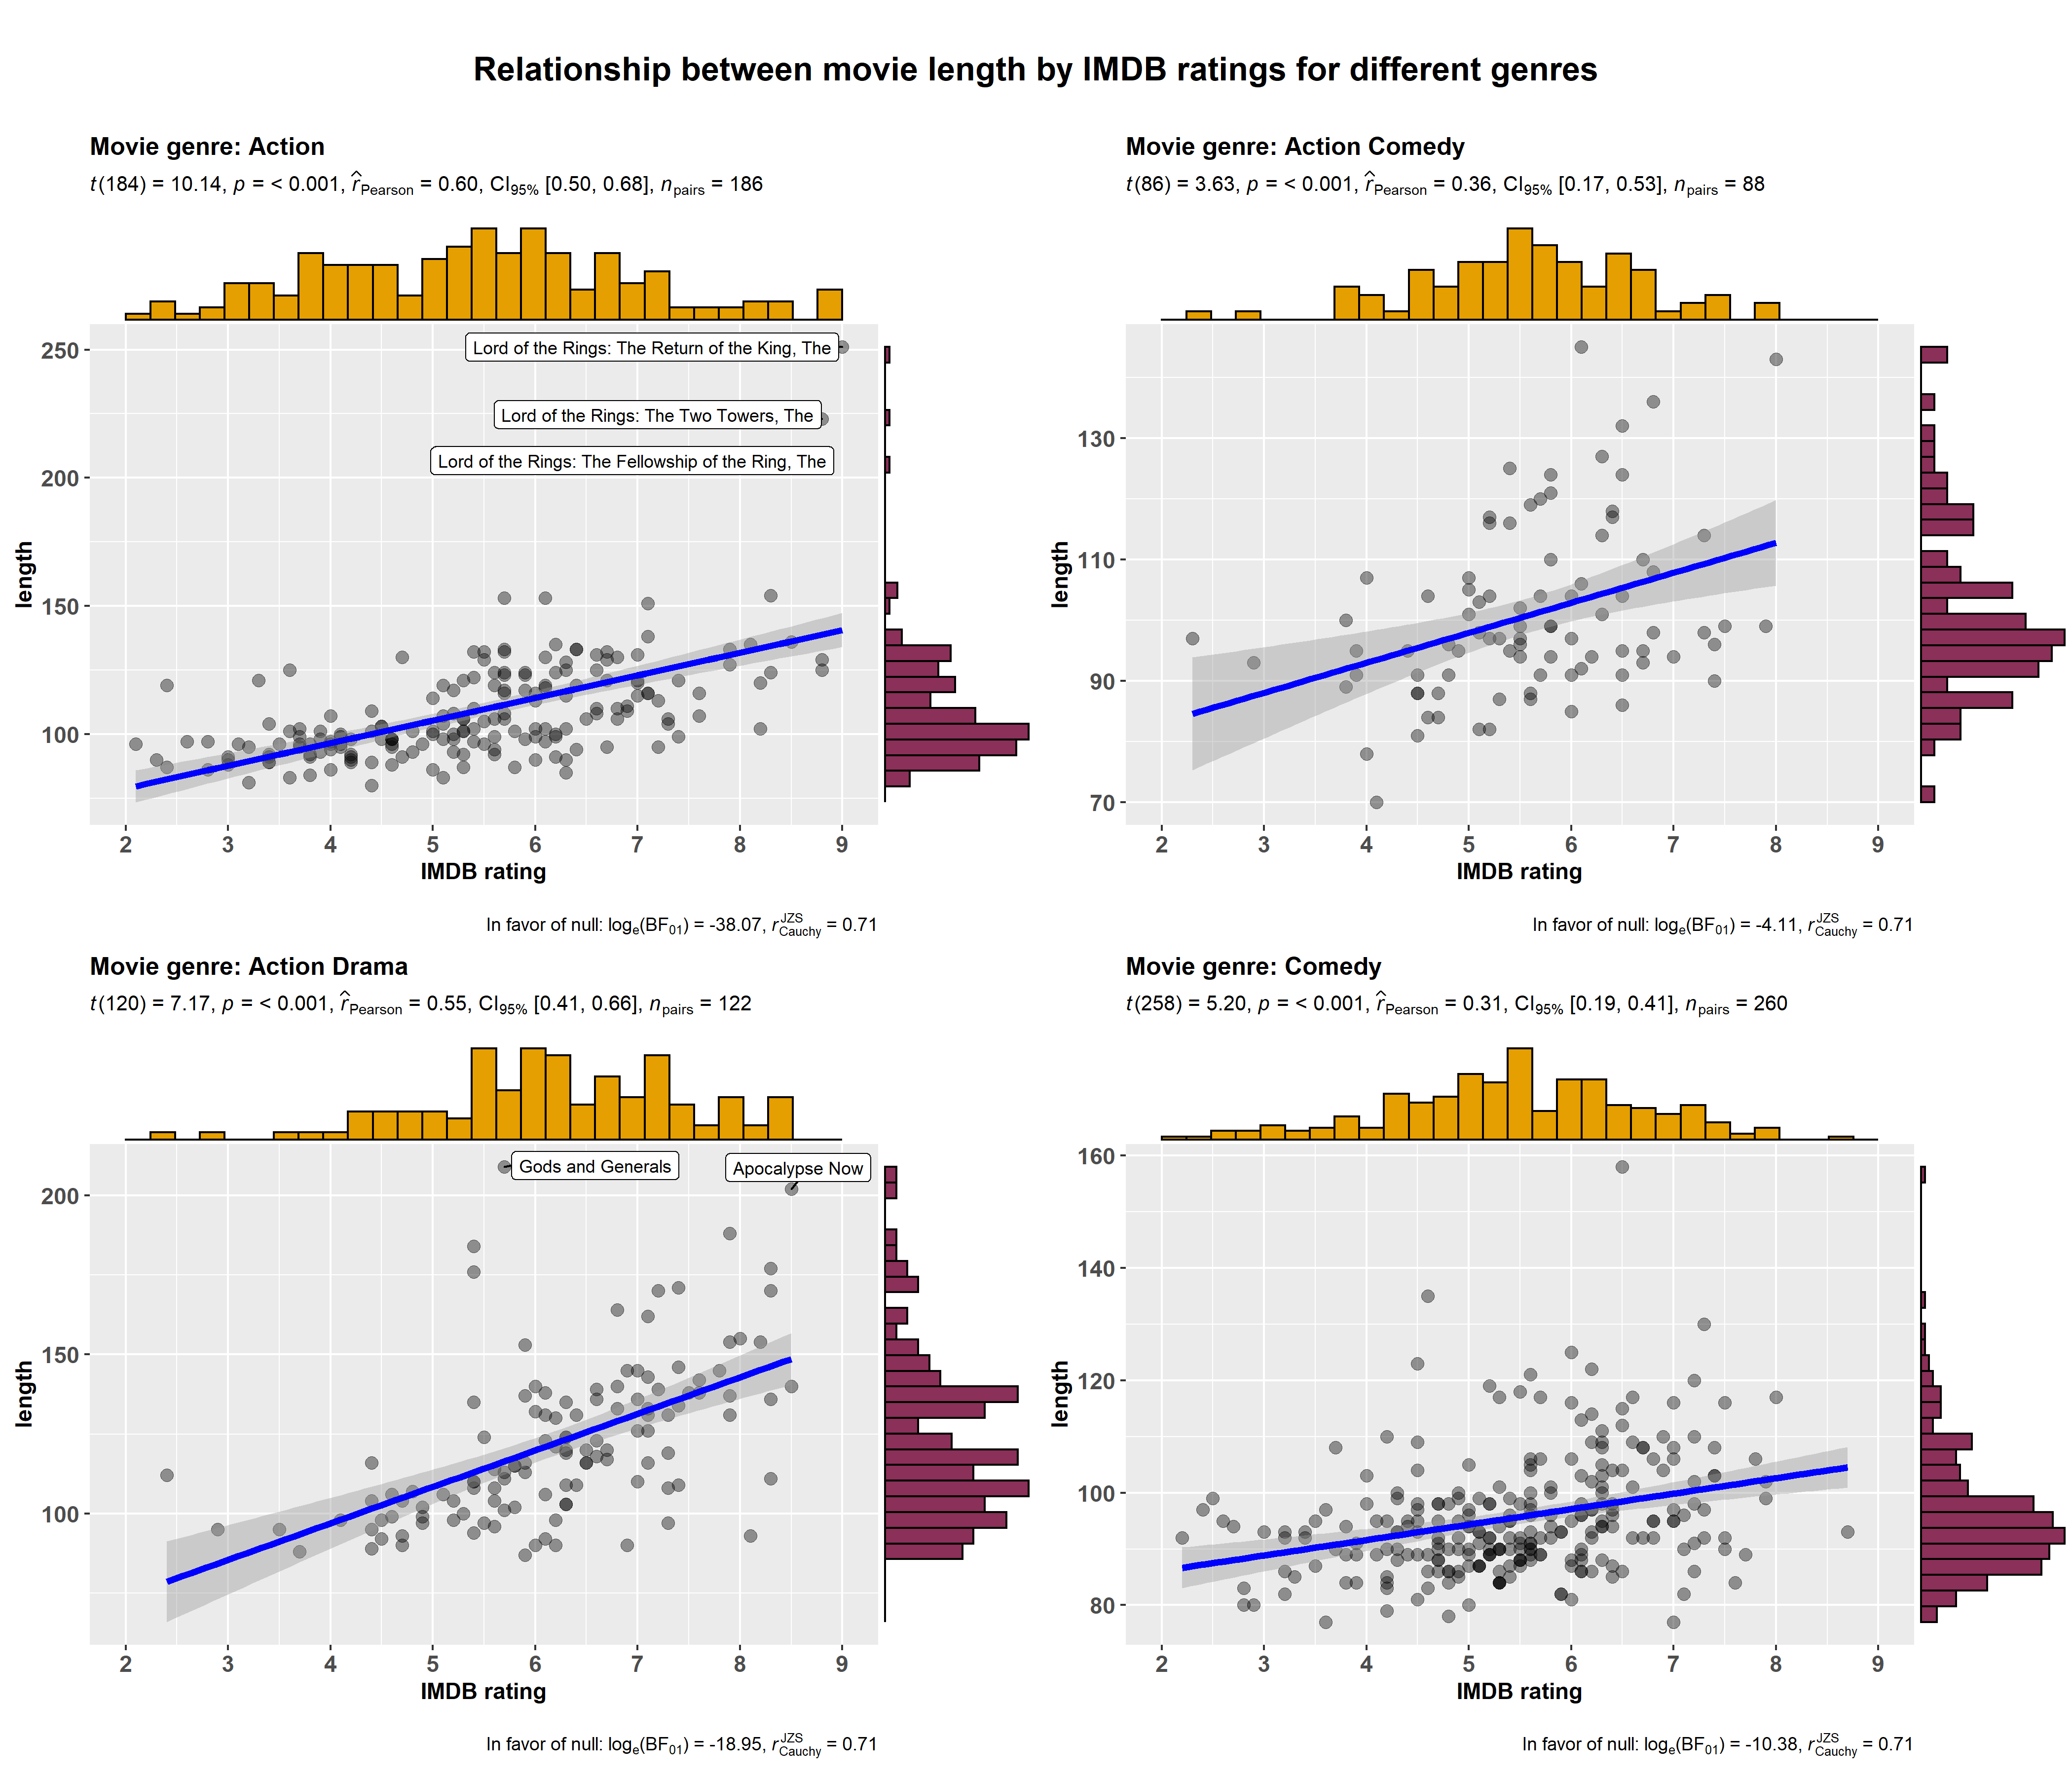 Relationship between movie length by IMDB ratings for different genres
Movie genre: Action
t(184) = 10.14, p = < 0.001, r̂Pearson = 0.60, CI95% [0.50, 0.68], npairs = 186
250
200
150
100
length
Lord of the Rings: The Return of the King, The
Lord of the Rings: The Two Towers, The
Lord of the Rings: The Fellowship of the Ring, The
2 3 4 5 6 7 8 9
IMDB rating
In favor of null: loge(BF01) = -38.07, rJZSCauchy = 0.71
Movie genre: Action Comedy
t(86) = 3.63, p = < 0.001, r̂Pearson = 0.36, CI95% [0.17, 0.53], npairs = 88
130
110
90
70
length
2 3 4 5 6 7 8 9
IMDB rating
In favor of null: loge(BF01) = -4.11, rJZSCauchy = 0.71
Movie genre: Action Drama
t(120) = 7.17, p = < 0.001, r̂Pearson = 0.55, CI95% [0.41, 0.66], npairs = 122
200
150
100
length
Gods and Generals
Apocalypse Now
2 3 4 5 6 7 8 9
IMDB rating
In favor of null: loge(BF01) = -18.95, rJZSCauchy = 0.71
Movie genre: Comedy
t(258) = 5.20, p = < 0.001, r̂Pearson = 0.31, CI95% [0.19, 0.41], npairs = 260
160
140
120
100
80
length
2 3 4 5 6 7 8 9
IMDB rating
In favor of null: loge(BF01) = -10.38, rJZSCauchy = 0.71